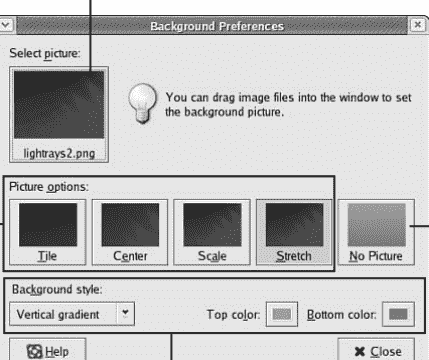 Background Preferences
Select picture:
You can drag image files into the window to set
the background picture.
lightrays2.png
Picture options:
Tile Center Scale Stretch No Picture
Background style:
Vertical gradient Top color: Bottom color:
Help Close